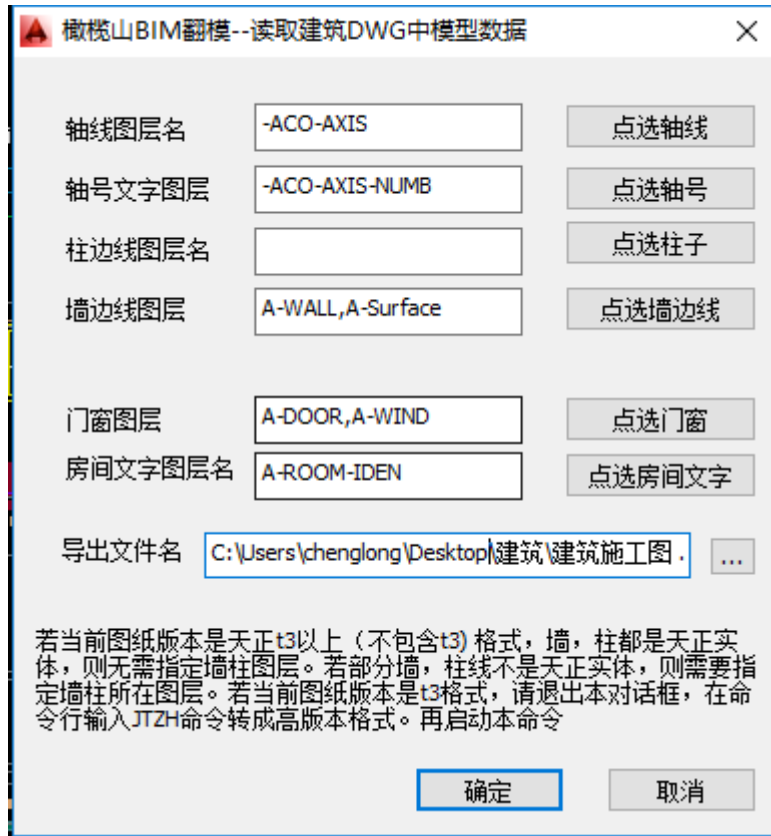 橄榄山BIM翻模--读取建筑DWG中模型数据
轴线图层名 -ACO-AXIS 点选轴线
轴号文字图层 -ACO-AXIS-NUMB 点选轴号
柱边线图层名 点选柱子
墙边线图层 A-WALL,A-Surface 点选墙边线
门窗图层 A-DOOR,A-WIND 点选门窗
房间文字图层名 A-ROOM-IDEN 点选房间文字
导出文件名 C:\Users\chenglong\Desktop\建筑\建筑施工图 . ...
若当前图纸版本是天正t3以上（不包含t3) 格式，墙，柱都是天正实
体，则无需指定墙柱图层。若部分墙，柱线不是天正实体，则需要指
定墙柱所在图层。若当前图纸版本是t3格式，请退出本对话框，在命
令行输入JTZH命令转成高版本格式。再启动本命令
确定 取消